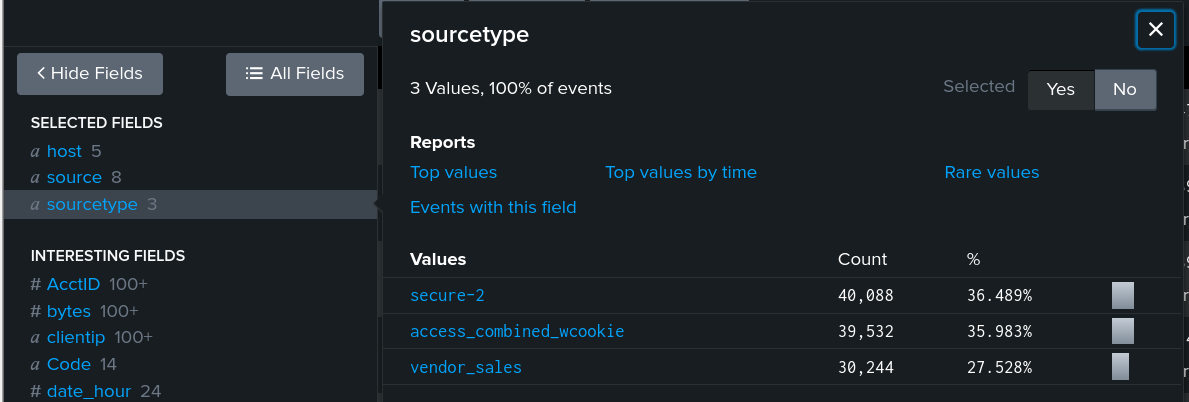 Hide Fields
All Fields
SELECTED FIELDS
a host 5
a source 8
a sourcetype 3
INTERESTING FIELDS
# AcctID 100+
# bytes 100+
a clientip 100+
a Code 14
# date_hour 24
sourcetype
3 Values, 100% of events
Selected Yes No
Reports
Top values Top values by time Rare values
Events with this field
Values Count %
secure-2 40,088 36.489%
access_combined_wcookie 39,532 35.983%
vendor_sales 30,244 27.528%